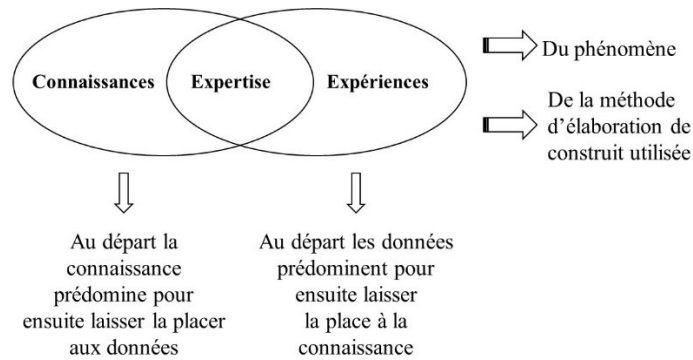 Connaissances
Expertise
Expériences
Du phénomène
De la méthode
d'élaboration de
construit utilisée
Au départ la
connaissance
prédomine pour
ensuite laisser la placer
aux données
Au départ les données
prédominent pour
ensuite laisser
la place à la
connaissance